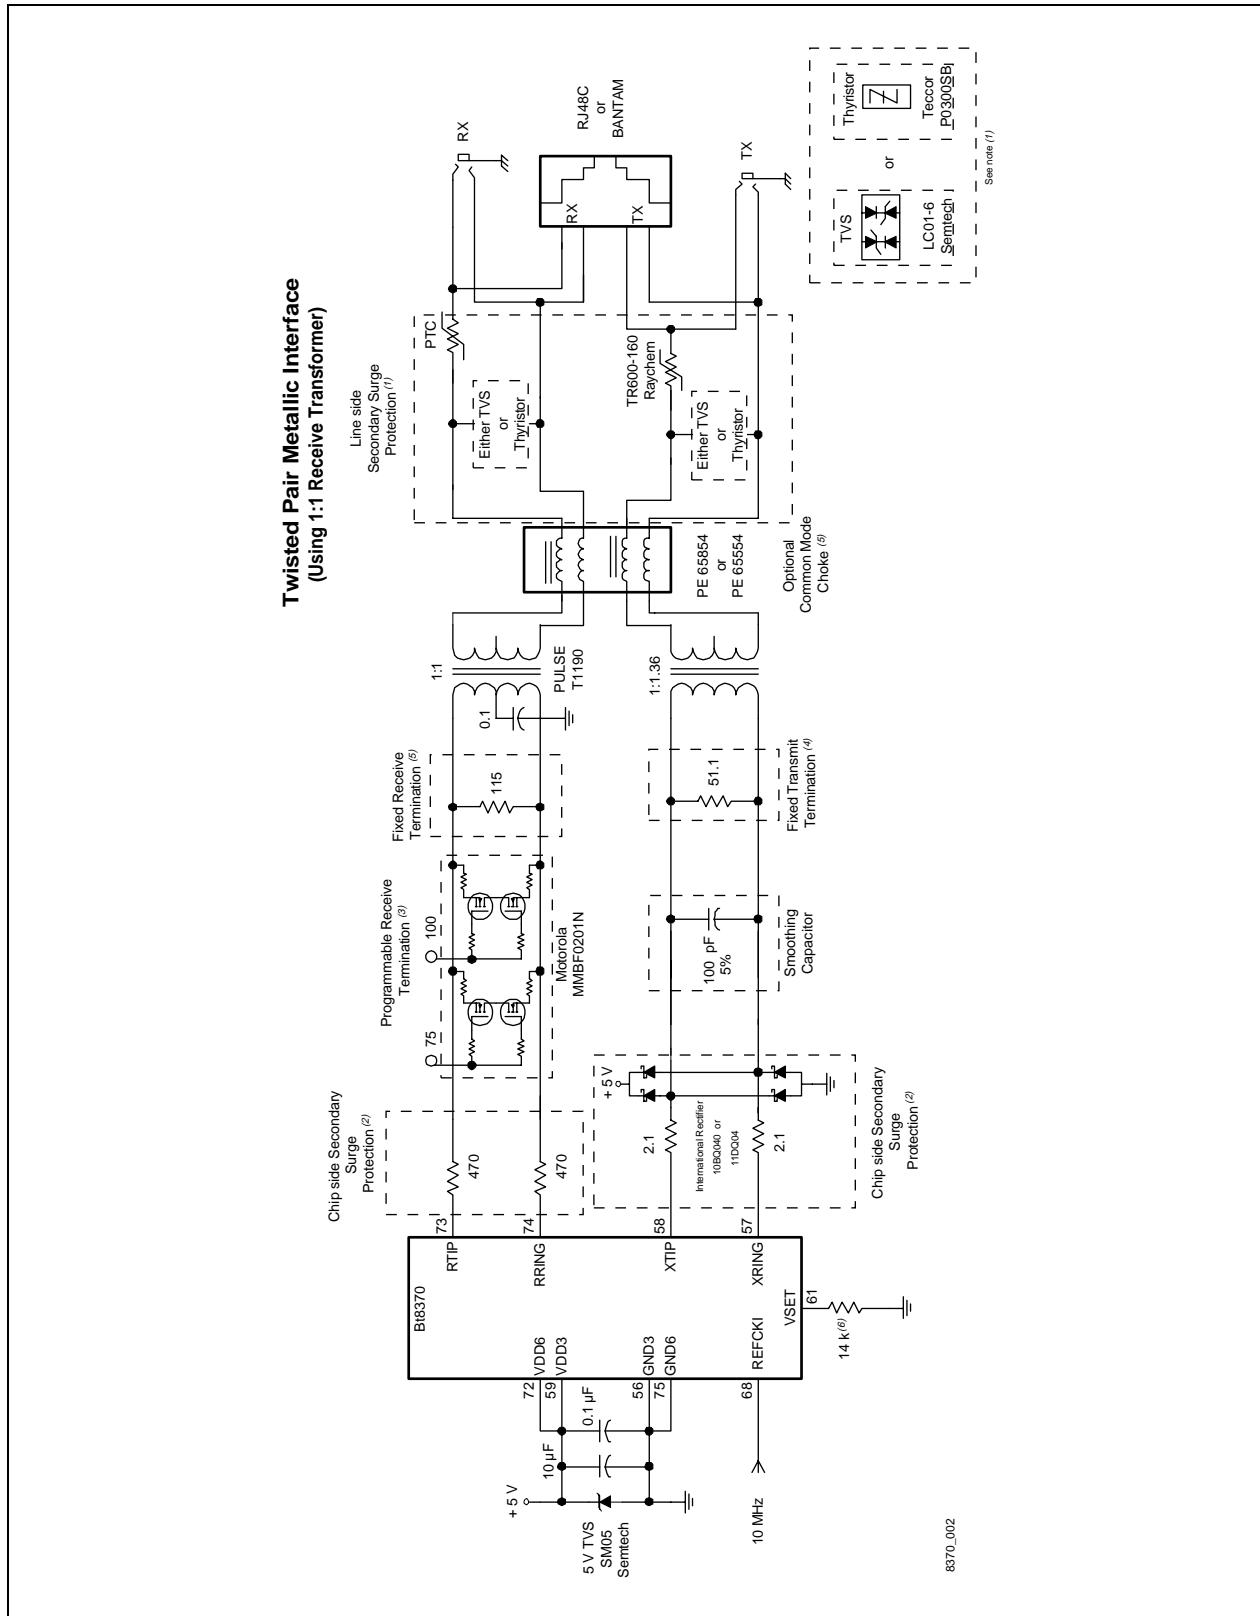 Twisted Pair Metallic Interface
(Using 1:1 Receive Transformer)
Chip side Secondary
Surge
Protection (2)
Programmable Receive
Termination (3)
Fixed Receive
Termination (5)
Line side
Secondary Surge
Protection (1)
+ 5 V
5 V TVS
SM05
Semtech
10 µF
0.1 µF
72
59
56
75
68
10 MHz
Bt8370
VDD6
VDD3
GND3
GND6
REFCKI
RTIP
RRING
XTIP
XRING
VSET
73
74
58
57
61
14 k (6)
470
470
75
100
Motorola
MMBF0201N
115
0.1
1:1
PULSE
T1190
PTC
Either TVS
or
Thyristor
RX
RJ48C
or
BANTAM
RX
TX
TX
2.1
2.1
+ 5 V
International Rectifier
10BQ040 or
11DQ04
Chip side Secondary
Surge
Protection (2)
100 pF
5%
Smoothing
Capacitor
51.1
Fixed Transmit
Termination (4)
1:1.36
PE 65854
or
PE 65554
Optional
Common Mode
Choke (5)
TR600-160
Raychem
Either TVS
or
Thyristor
TVS
LC01-6
Semtech
or
Thyristor
Teccor
P0300SB
See note (1)
8370_002